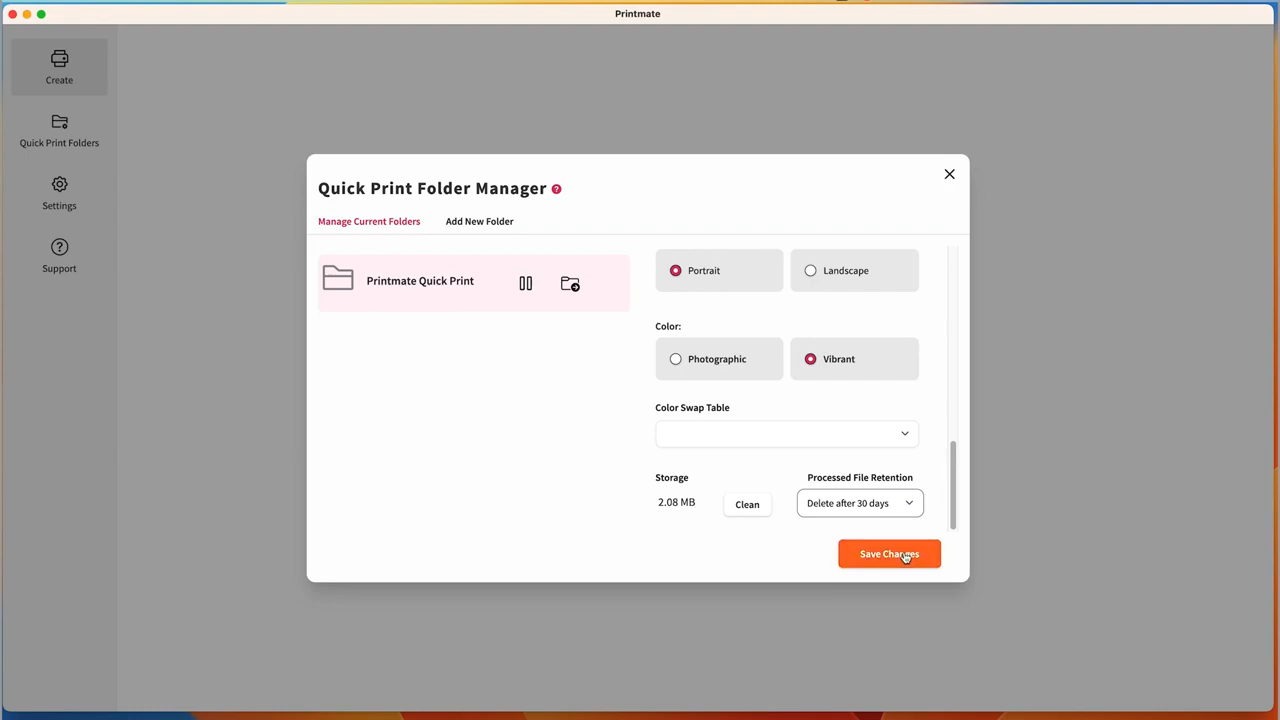 Printmate
Create
Quick Print Folders
Settings
Support
Quick Print Folder Manager ?
Manage Current Folders
Add New Folder
Printmate Quick Print
Portrait
Landscape
Color:
Photographic
Vibrant
Color Swap Table
Storage
Processed File Retention
2.08 MB
Clean
Delete after 30 days
Save Changes